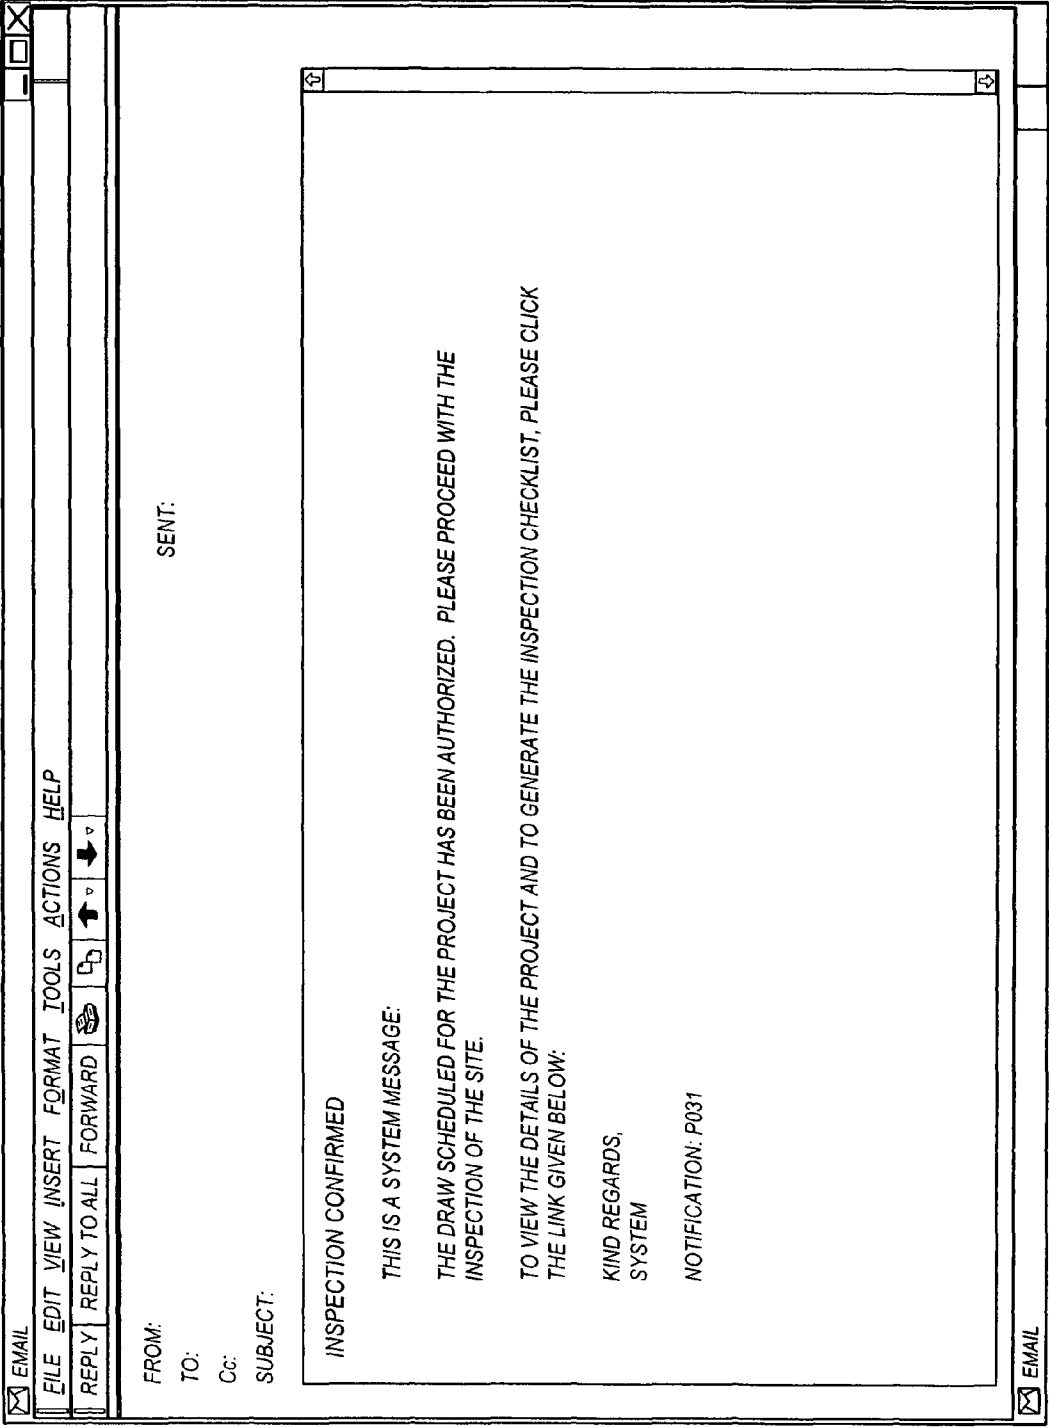 EMAIL
FILE EDIT VIEW INSERT FORMAT TOOLS ACTIONS HELP
REPLY REPLY TO ALL FORWARD
FROM:
SENT:
TO:
Cc:
SUBJECT:
INSPECTION CONFIRMED
THIS IS A SYSTEM MESSAGE:
THE DRAW SCHEDULED FOR THE PROJECT HAS BEEN AUTHORIZED. PLEASE PROCEED WITH THE
INSPECTION OF THE SITE.
TO VIEW THE DETAILS OF THE PROJECT AND TO GENERATE THE INSPECTION CHECKLIST, PLEASE CLICK
THE LINK GIVEN BELOW:
KIND REGARDS,
SYSTEM
NOTIFICATION: P031
EMAIL